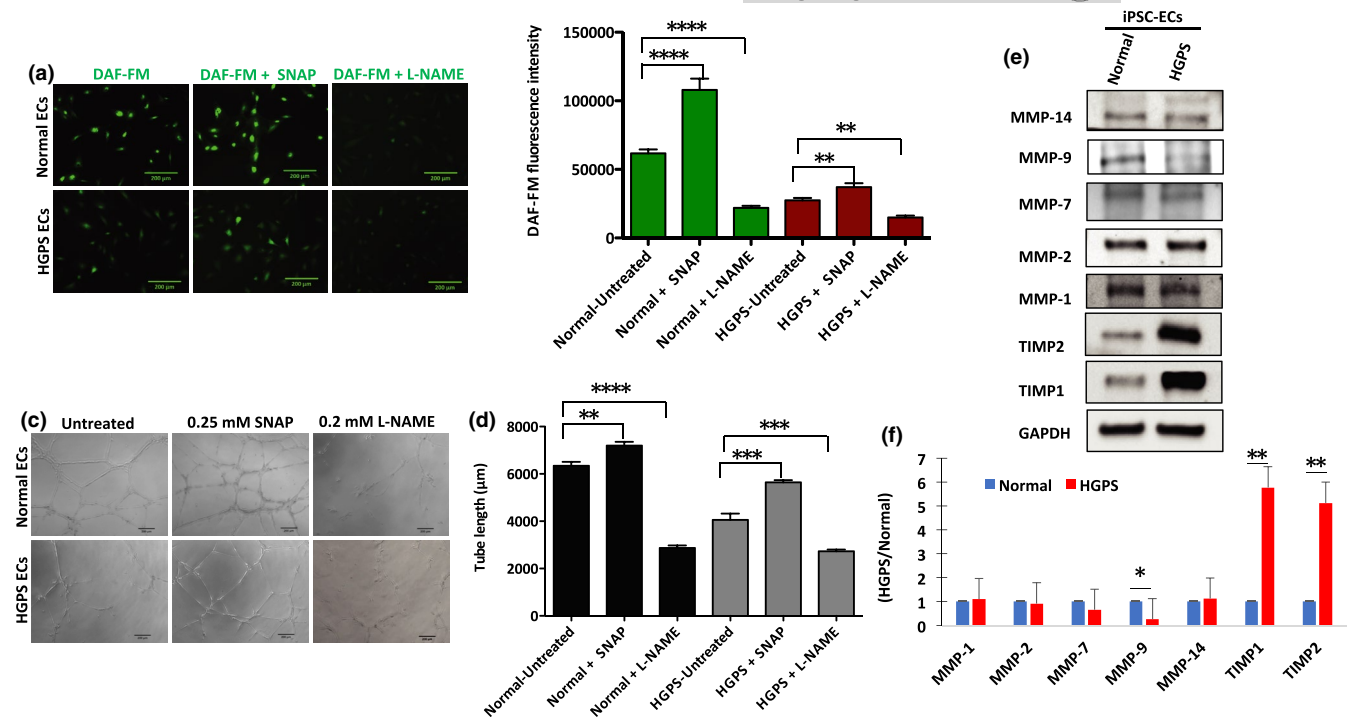 (a)
DAF-FM
DAF-FM + SNAP
DAF-FM + L-NAME
Normal ECs
200 μm
200 μm
200 μm
HGPS ECs
200 μm
200 μm
200 μm
DAF-FM fluorescence intensity
150000
100000
50000
0
****
****
**
**
Normal-Untreated
Normal + SNAP
Normal + L-NAME
HGPS-Untreated
HGPS + SNAP
HGPS + L-NAME
(c)
Untreated
0.25 mM SNAP
0.2 mM L-NAME
Normal ECs
HGPS ECs
(d)
Tube length (μm)
8000
6000
4000
2000
0
****
**
***
***
Normal-Untreated
Normal + SNAP
Normal + L-NAME
HGPS-Untreated
HGPS + SNAP
HGPS + L-NAME
(e)
iPSC-ECs
Normal
HGPS
MMP-14
MMP-9
MMP-7
MMP-2
MMP-1
TIMP2
TIMP1
GAPDH
(f)
(HGPS/Normal)
7
6
5
4
3
2
1
0
Normal
HGPS
*
**
**
MMP-1
MMP-2
MMP-7
MMP-9
MMP-14
TIMP1
TIMP2